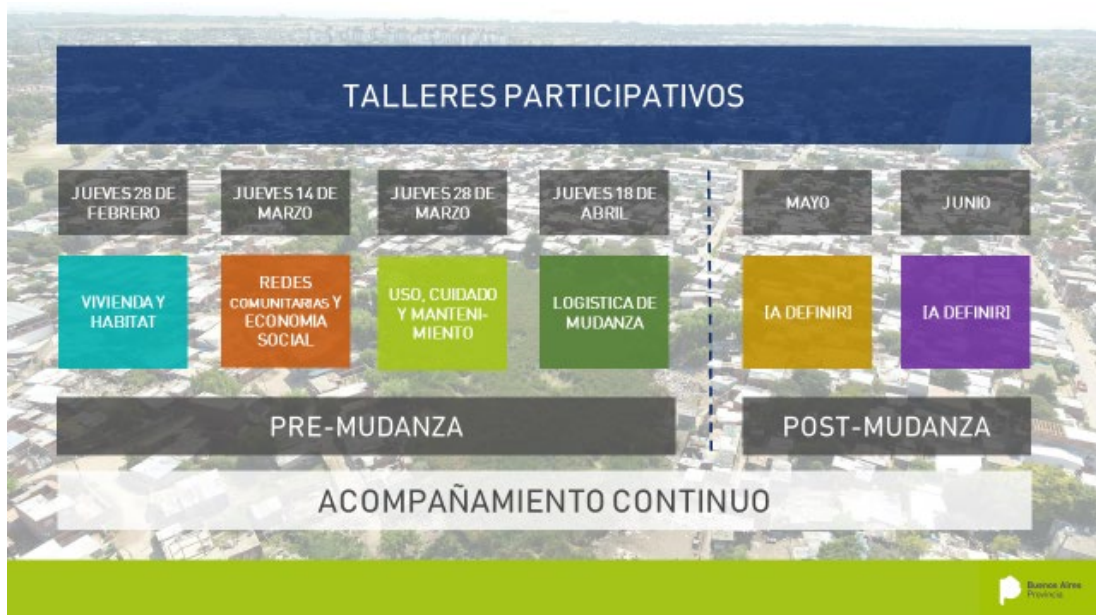 TALLERES PARTICIPATIVOS
JUEVES 28 DE
FEBRERO
JUEVES 14 DE
MARZO
JUEVES 28 DE
MARZO
JUEVES 18 DE
ABRIL
MAYO
JUNIO
VIVIENDA Y
HABITAT
REDES
COMUNITARIAS Y
ECONOMIA
SOCIAL
USO, CUIDADO
Y MANTENI-
MIENTO
LOGISTICA DE
MUDANZA
[A DEFINIR]
[A DEFINIR]
PRE-MUDANZA
POST-MUDANZA
ACOMPAÑAMIENTO CONTINUO
Buenos Aires
Provincia